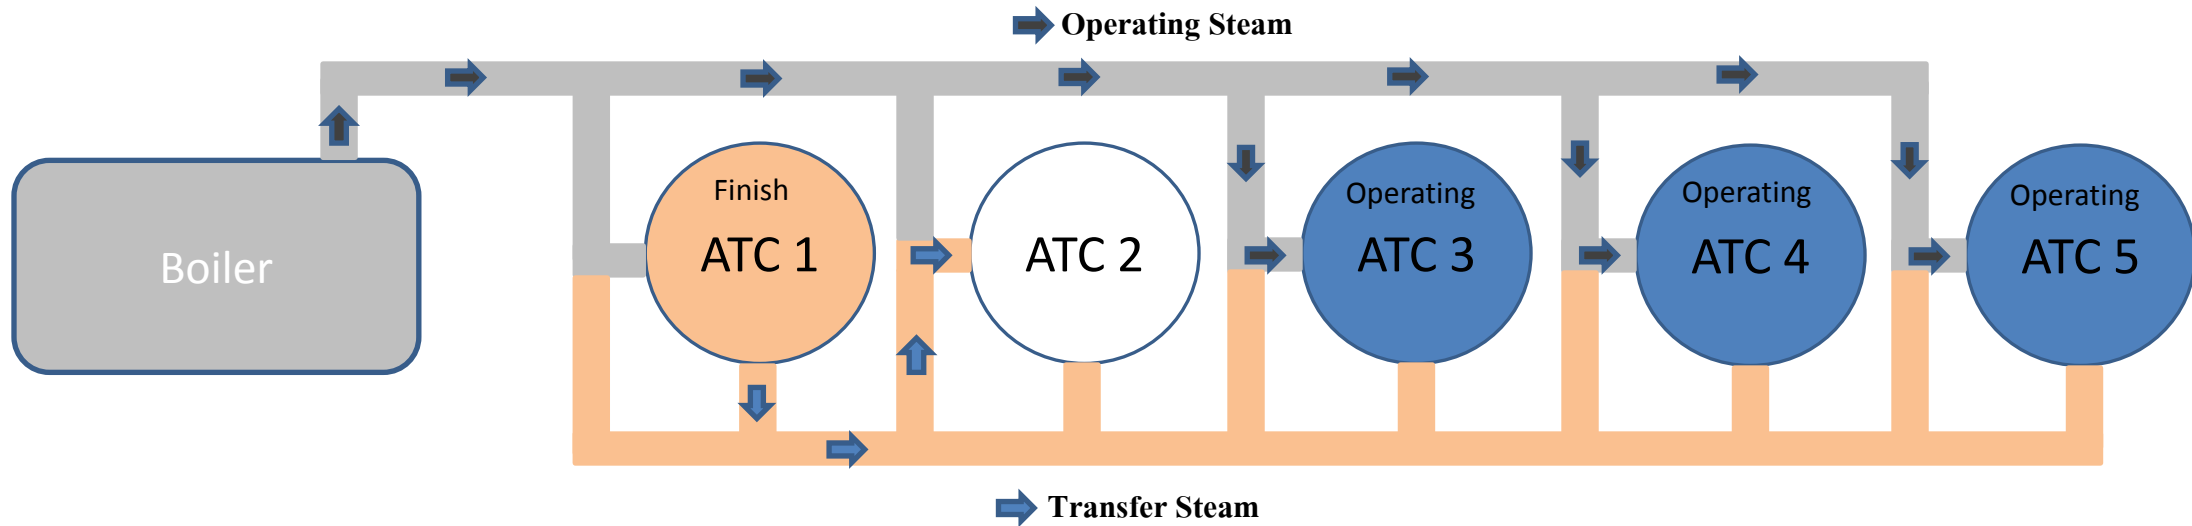 Operating Steam
Boiler
Finish
ATC 1
ATC 2
Operating
ATC 3
Operating
ATC 4
Operating
ATC 5
Transfer Steam